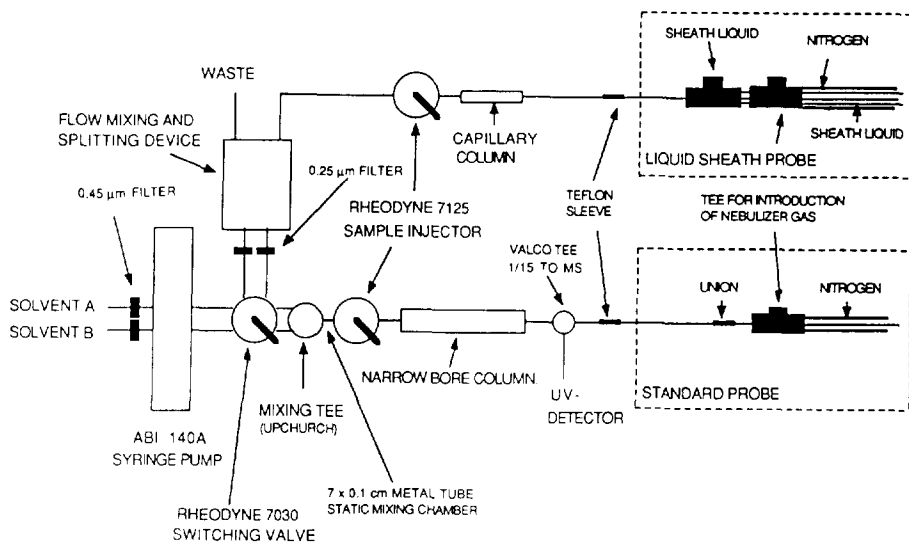 SHEATH LIQUID
NITROGEN
WASTE
FLOW MIXING AND
SPLITTING DEVICE
CAPILLARY
COLUMN
SHEATH LIQUID
LIQUID SHEATH PROBE
0.45 µm FILTER
0.25 µm FILTER
RHEODYNE 7125
SAMPLE INJECTOR
TEFLON
SLEEVE
TEE FOR INTRODUCTION
OF NEBULIZER GAS
VALCO TEE
1/15 TO MS
SOLVENT A
SOLVENT B
UNION
NITROGEN
NARROW BORE COLUMN
STANDARD PROBE
MIXING TEE
(UPCHURCH)
UV-
DETECTOR
ABI 140A
SYRINGE PUMP
7 x 0.1 cm METAL TUBE
STATIC MIXING CHAMBER
RHEODYNE 7030
SWITCHING VALVE